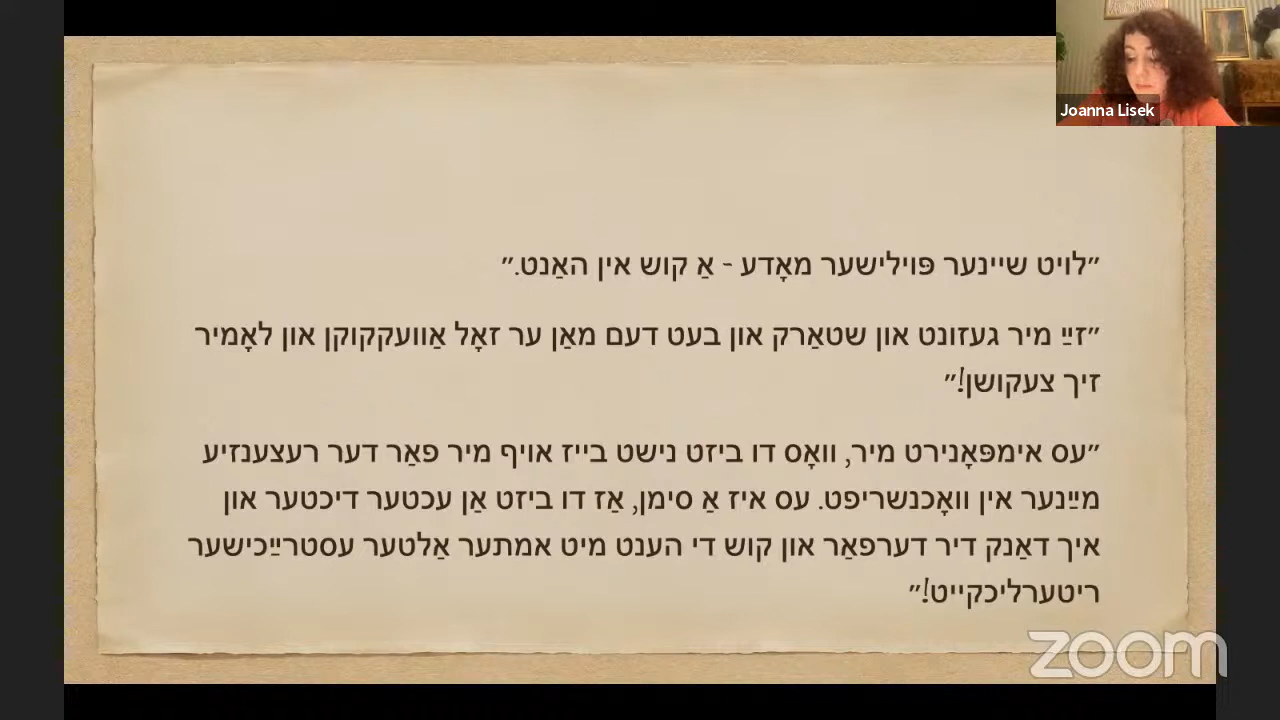 Joanna Lisek
״לויט שיינער פּוילישער מאָדע - אַ קוש אין האַנט.״
״זײַ מיר געזונט און שטאַרק און בעט דעם מאַן ער זאָל אַוועקקוקן און לאָמיר
זיך צעקושן!״
״עס אימפּאָנירט מיר, וואָס דו ביזט נישט בייז אויף מיר פֿאַר דער רעצענזיע
מײַנער אין וואָכנשריפט. עס איז אַ סימן, אַז דו ביזט אַן עכטער דיכטער און
איך דאַנק דיר דערפאַר און קוש די הענט מיט אמתער אַלטער עסטרײַכישער
ריטערליכקייט!״
zoom